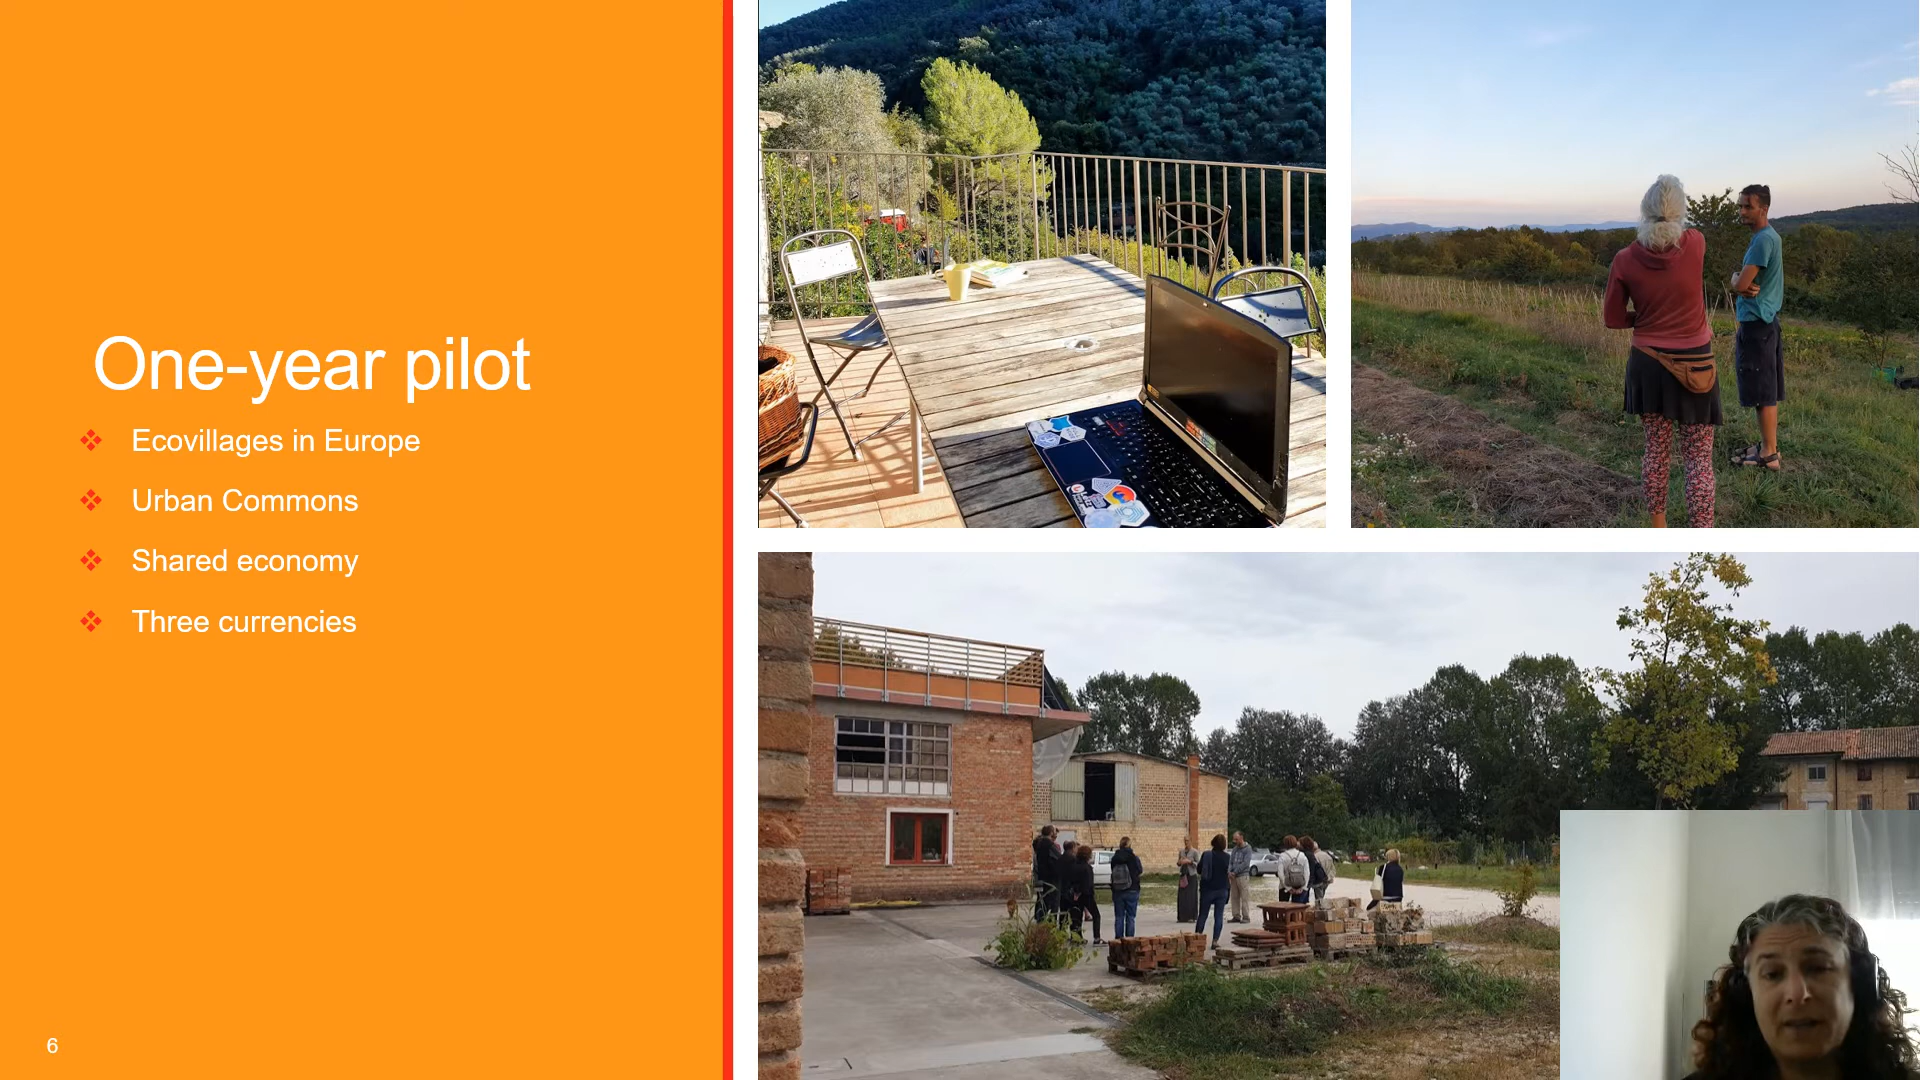 One-year pilot
Ecovillages in Europe
Urban Commons
Shared economy
Three currencies
6